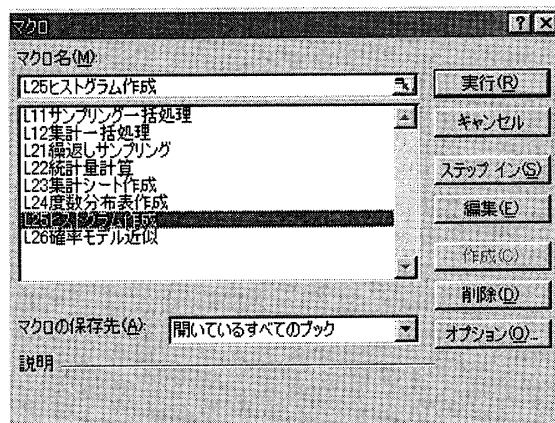 マクロ
マクロ名(M):
L25ヒストグラム作成
L11サンプリング一括処理
L12集計一括処理
L21繰返しサンプリング
L22統計量計算
L23集計シート作成
L24度数分布表作成
L25ヒストグラム作成
L26確率モデル近似
マクロの保存先(A):
開いているすべてのブック
説明
実行(R)
キャンセル
ステップ イン(S)
編集(E)
作成(C)
削除(D)
オプション(O)...